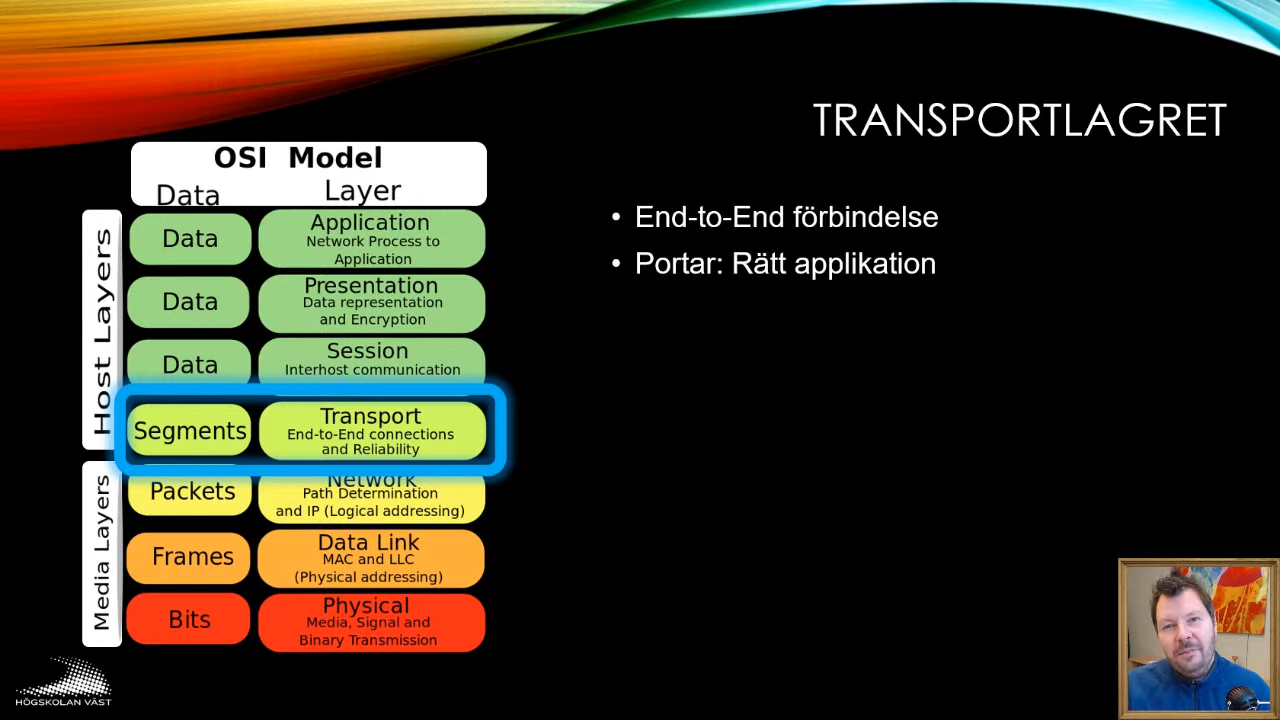 TRANSPORTLAGRET
OSI Model
Data Layer
Host Layers
Data Application
Network Process to
Application
Data Presentation
Data representation
and Encryption
Data Session
Interhost communication
Segments Transport
End-to-End connections
and Reliability
Media Layers
Packets Network
Path Determination
and IP (Logical addressing)
Frames Data Link
MAC and LLC
(Physical addressing)
Bits Physical
Media, Signal and
Binary Transmission
• End-to-End förbindelse
• Portar: Rätt applikation
HÖGSKOLAN VÄST